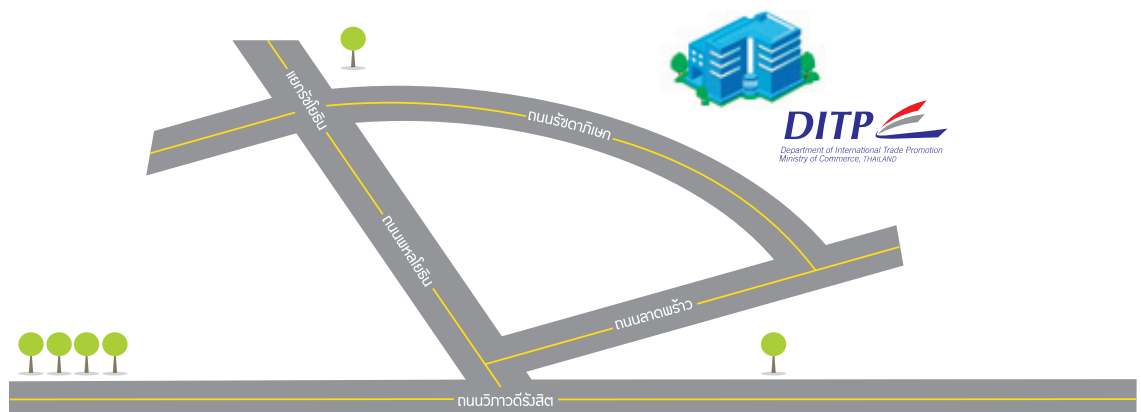 แยกรัชโยธิน
ถนนรัชดาภิเษก
DITP
Department of International Trade Promotion
Ministry of Commerce, THAILAND
ถนนพหลโยธิน
ถนนลาดพร้าว
ถนนวิภาวดีรังสิต